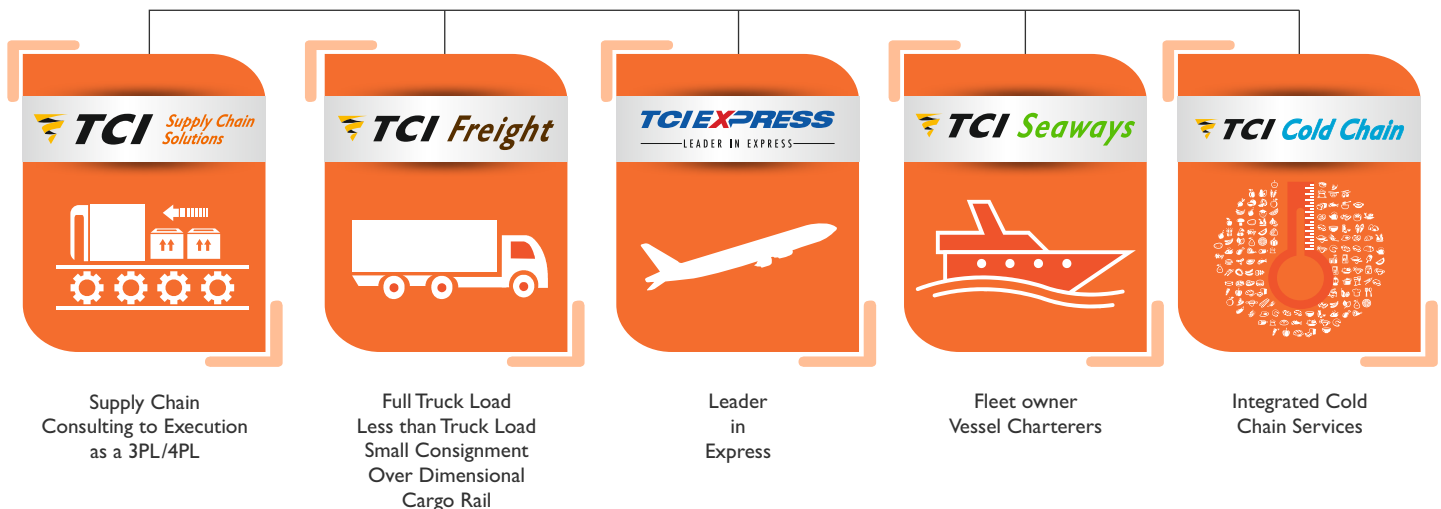 TCI Supply Chain
Solutions
TCI Freight
TCI EXPRESS
LEADER IN EXPRESS
TCI Seaways
TCI Cold Chain
Supply Chain
Consulting to Execution
as a 3PL/4PL
Full Truck Load
Less than Truck Load
Small Consignment
Over Dimensional
Cargo Rail
Leader
in
Express
Fleet owner
Vessel Charterers
Integrated Cold
Chain Services